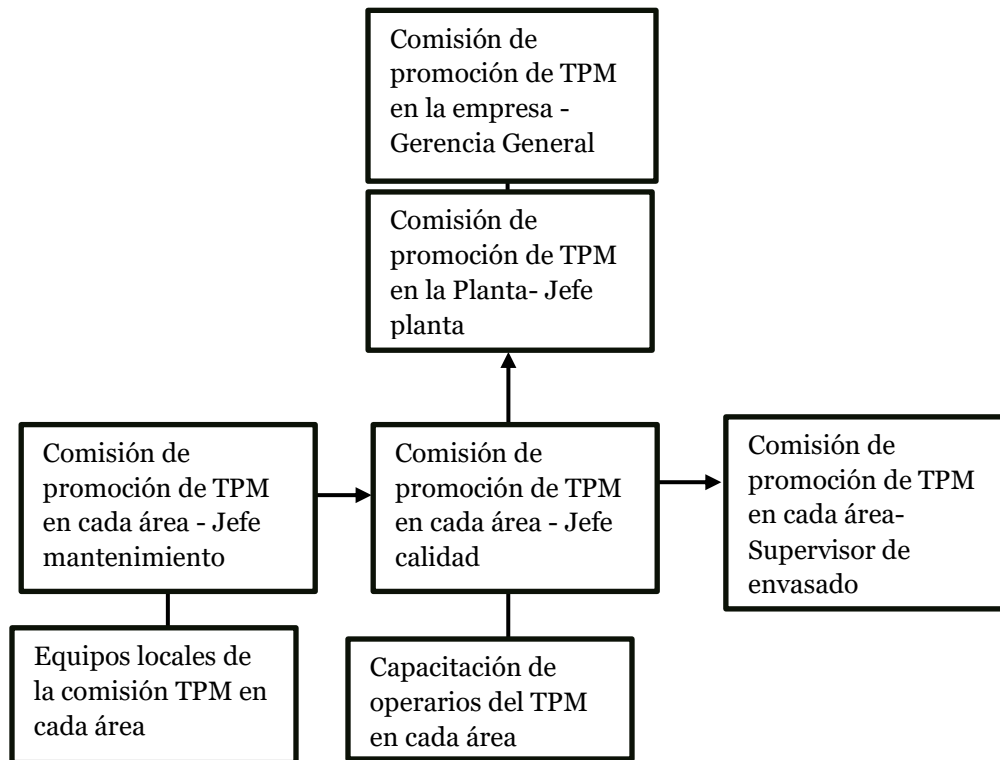 Comisión de
promoción de TPM
en la empresa -
Gerencia General
Comisión de
promoción de TPM
en la Planta- Jefe
planta
Comisión de
promoción de TPM
en cada área - Jefe
mantenimiento
Comisión de
promoción de TPM
en cada área - Jefe
calidad
Comisión de
promoción de TPM
en cada área-
Supervisor de
envasado
Equipos locales de
la comisión TPM en
cada área
Capacitación de
operarios del TPM
en cada área